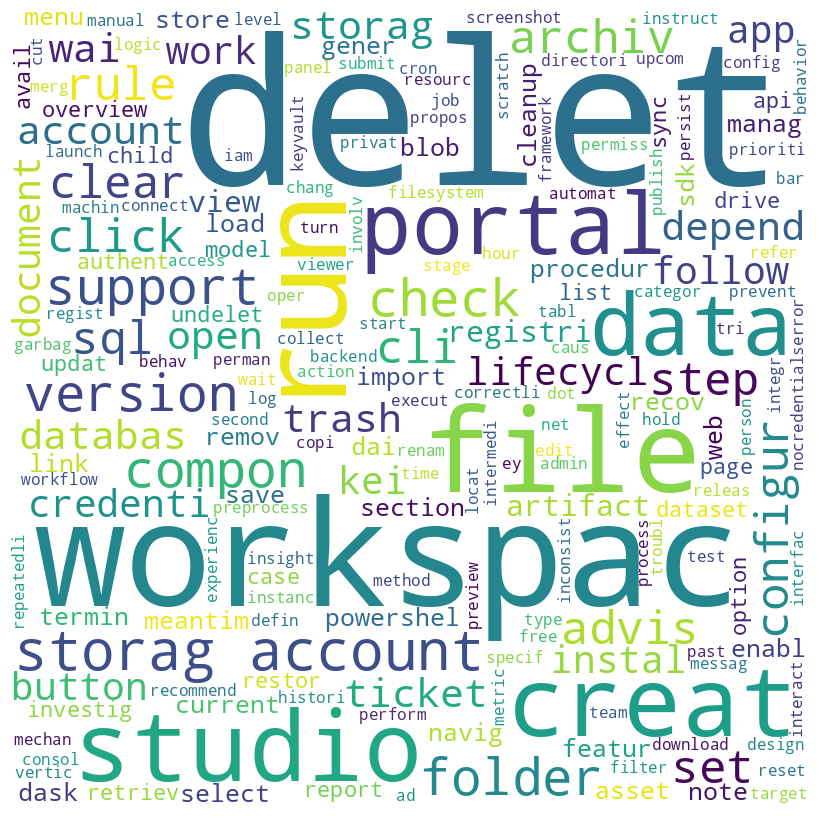 menu manual store level
screenshot instruct
storag archiv app
cut logic wai work gener delet
directori upcom config
avail merg rule panel submit cron resourc
scratch behavior
overview job propos
keyvault cleanup framework permiss sync persist api manag
account iam privat blob prioriti
launch child
clear chang filesystem automat publish sdk drive bar
machin connect view run turn involv portal depend
document click load model hour refer
authent access viewer stage procedur follow
support oper start list categor prevent
regist undelet collect check data
garbag sql open backend cli registri tabl tri
updat behav perman action caus
wait import lifecycl step integr
version log execut correctli dot effect hold nocredentialserror
second trash recov web person
databas remov copi renam file net edit
link dai intermedi ey admin page
workflow compon kei time locat releas
credenti save preprocess section artifact dataset configur
workspac
repeatedli experienc insight inconsist process troubl test interfac
case method preview option
instanc
termin meantim defin powershel type free advis enabl
storag account specif instal past messag
button recommend restor ticket interact
investig current histori metric creat team
mechan studio perform navig featur download design
consol vertic folder filter set reset
dask retriev select report ad asset note target